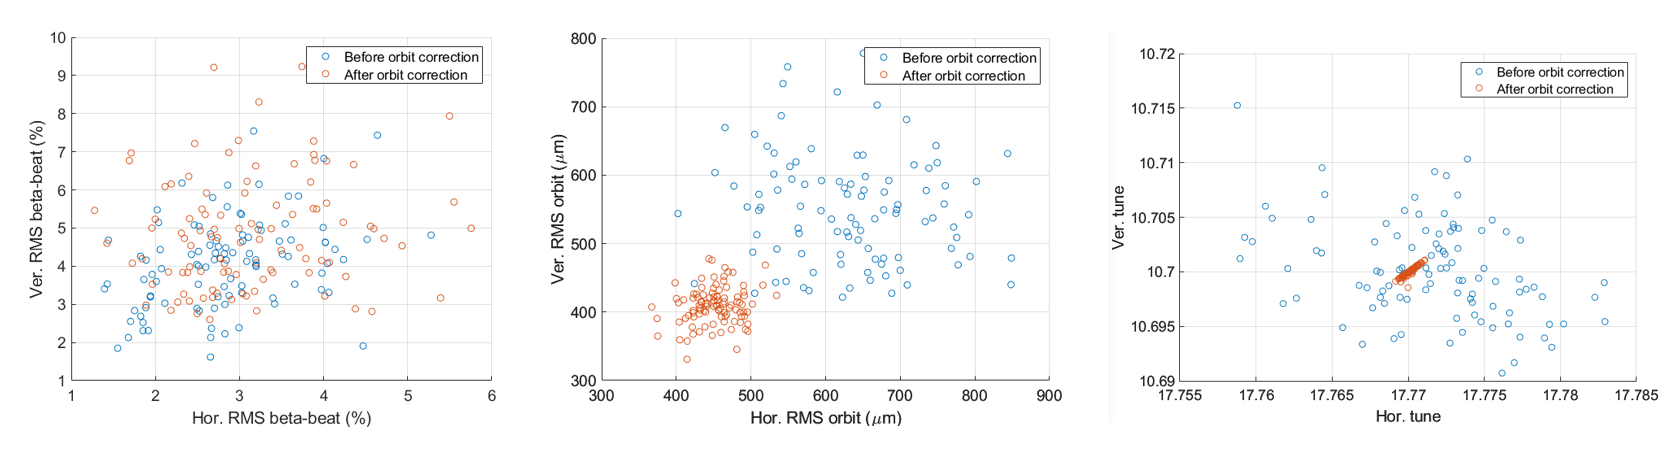 10
9
8
7
6
5
4
3
2
1
1 2 3 4 5 6
Ver. RMS beta-beat (%)
Hor. RMS beta-beat (%)
Before orbit correction
After orbit correction
800
700
600
500
400
300
300 400 500 600 700 800 900
Ver. RMS orbit (μm)
Hor. RMS orbit (μm)
Before orbit correction
After orbit correction
10.72
10.715
10.71
10.705
10.7
10.695
10.69
17.755 17.76 17.765 17.77 17.775 17.78 17.785
Ver. tune
Hor. tune
Before orbit correction
After orbit correction